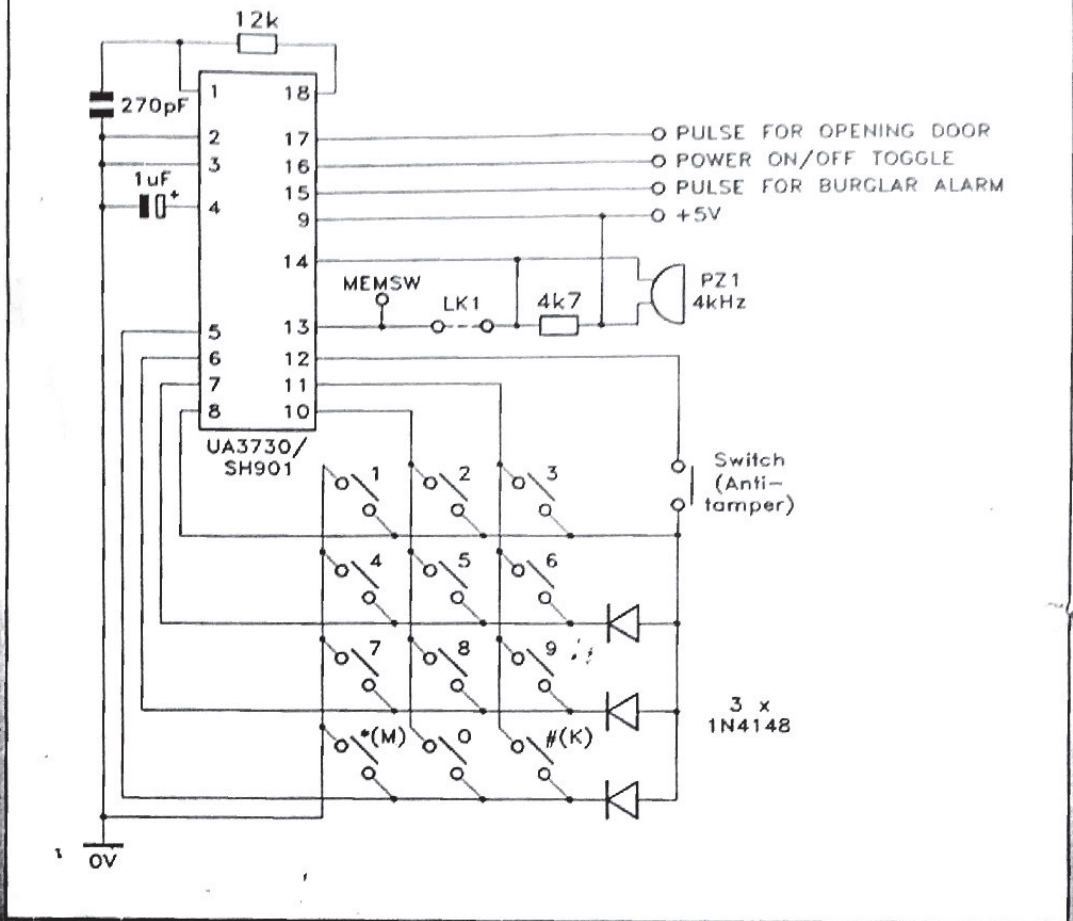 12k
1 18
270pF
2 17 PULSE FOR OPENING DOOR
3 16 POWER ON/OFF TOGGLE
1uF +
4 15 PULSE FOR BURGLAR ALARM
9 +5V
14
MEMSW LK1 4k7 PZ1
4kHz
13
5 12
6 11
7
8 10
UA3730/
SH901
1 2 3
Switch
(Anti-
tamper)
4 5 6
7 8 9
3 x
1N4148
*(M) 0 #(K)
0V